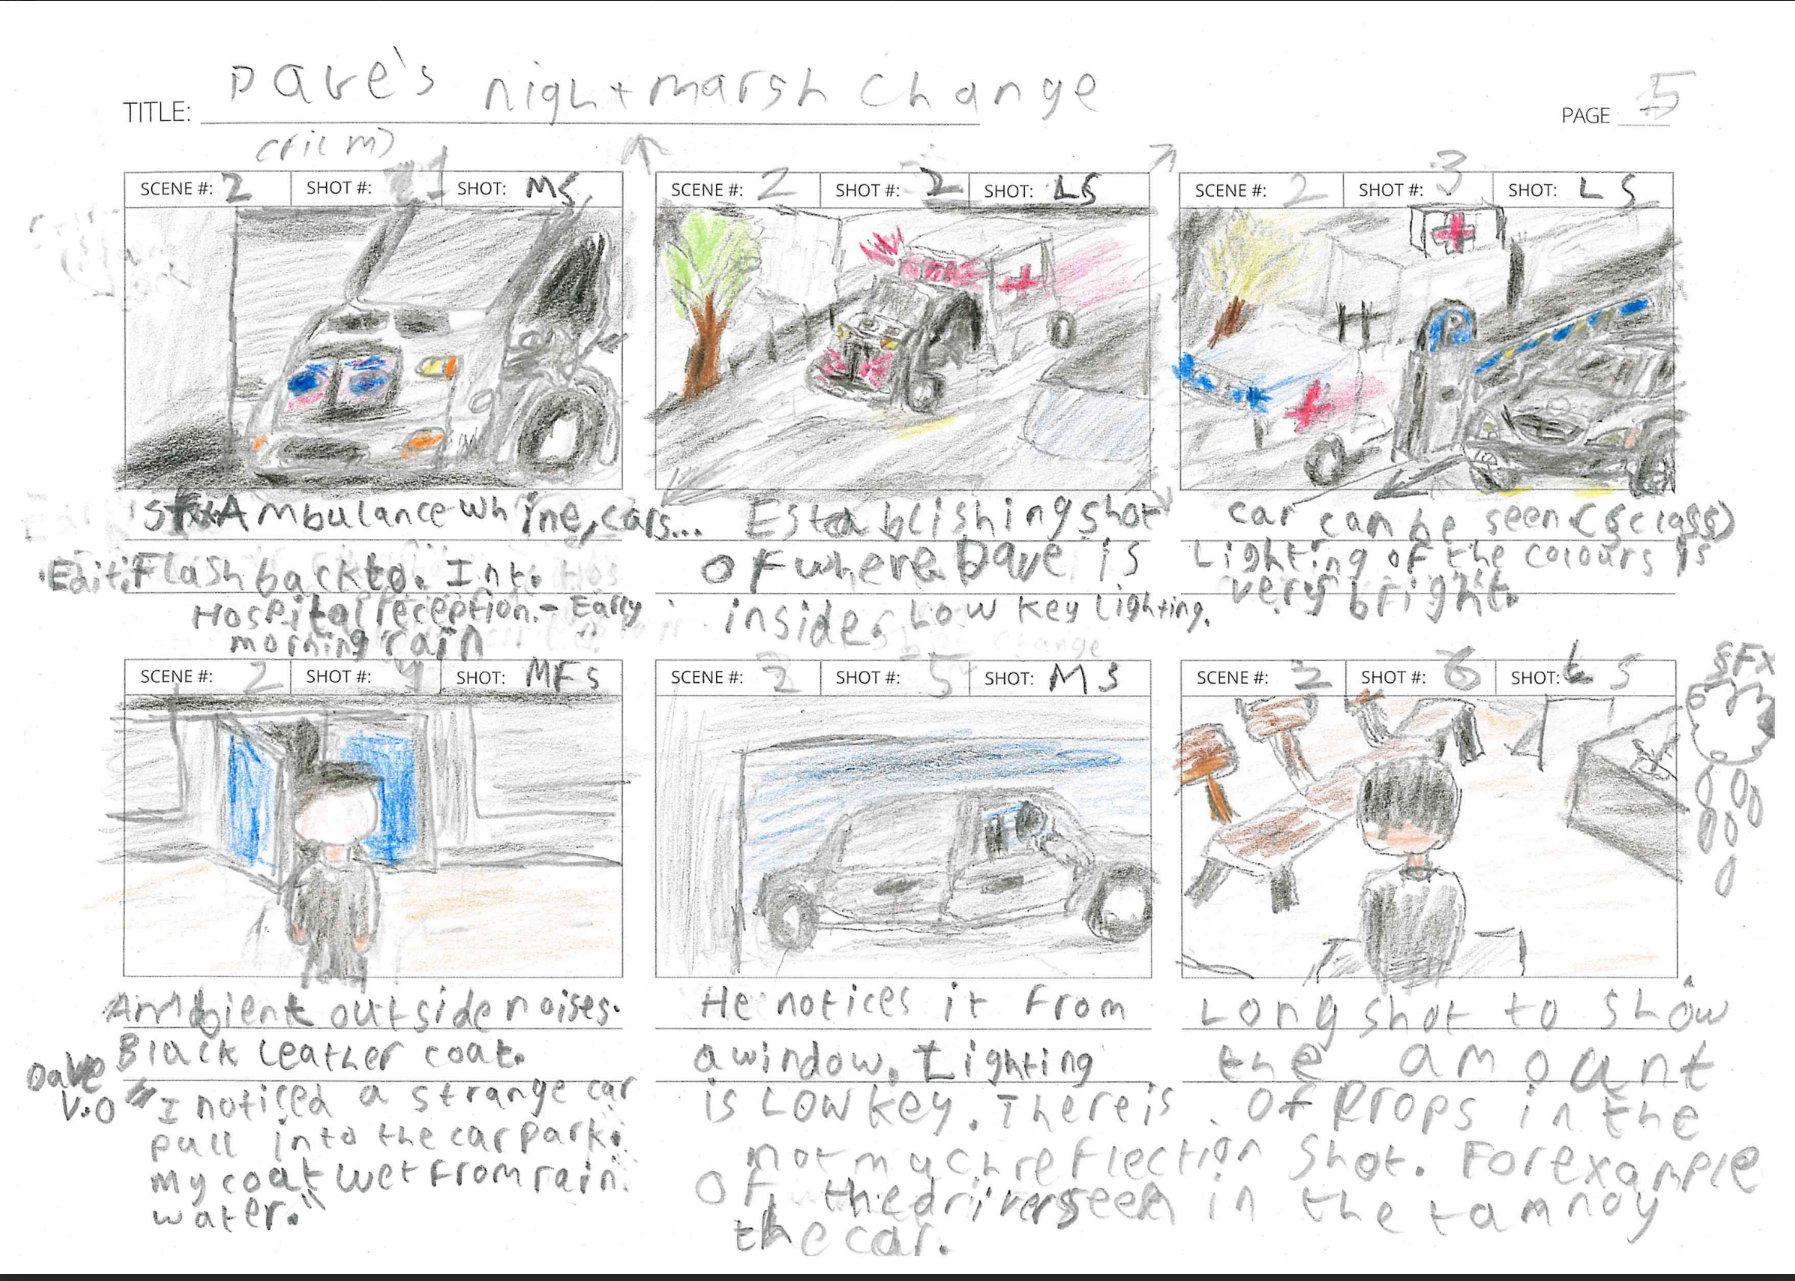 TITLE: Dave's nightmarsh change
PAGE 5
SCENE #: 2 SHOT #: 1 SHOT: MS
SFX Ambulance whine, cars...
Edit: Flash back to. Int.
Hospital reception - Early
morning rain
SCENE #: 2 SHOT #: 2 SHOT: LS
Establishing shot
of where Dave is
inside. Low key lighting.
SCENE #: 2 SHOT #: 3 SHOT: LS
car can be seen (s class)
Lighting of the colours is
very bright.
SCENE #: 2 SHOT #: 4 SHOT: MFS
Ambient outside noises.
Black Leather coat.
Dave V.O "I noticed a strange car
pull into the car park.
my coat wet from rain
water."
SCENE #: 2 SHOT #: 5 SHOT: MS
change
He notices it from
a window. Lighting
is Low key. There is
not much reflection
of the driver seen in
the car.
SCENE #: 2 SHOT #: 6 SHOT: LS
SFX
Long shot to show
the amount
of Props in the
Shot. For example
the tannoy